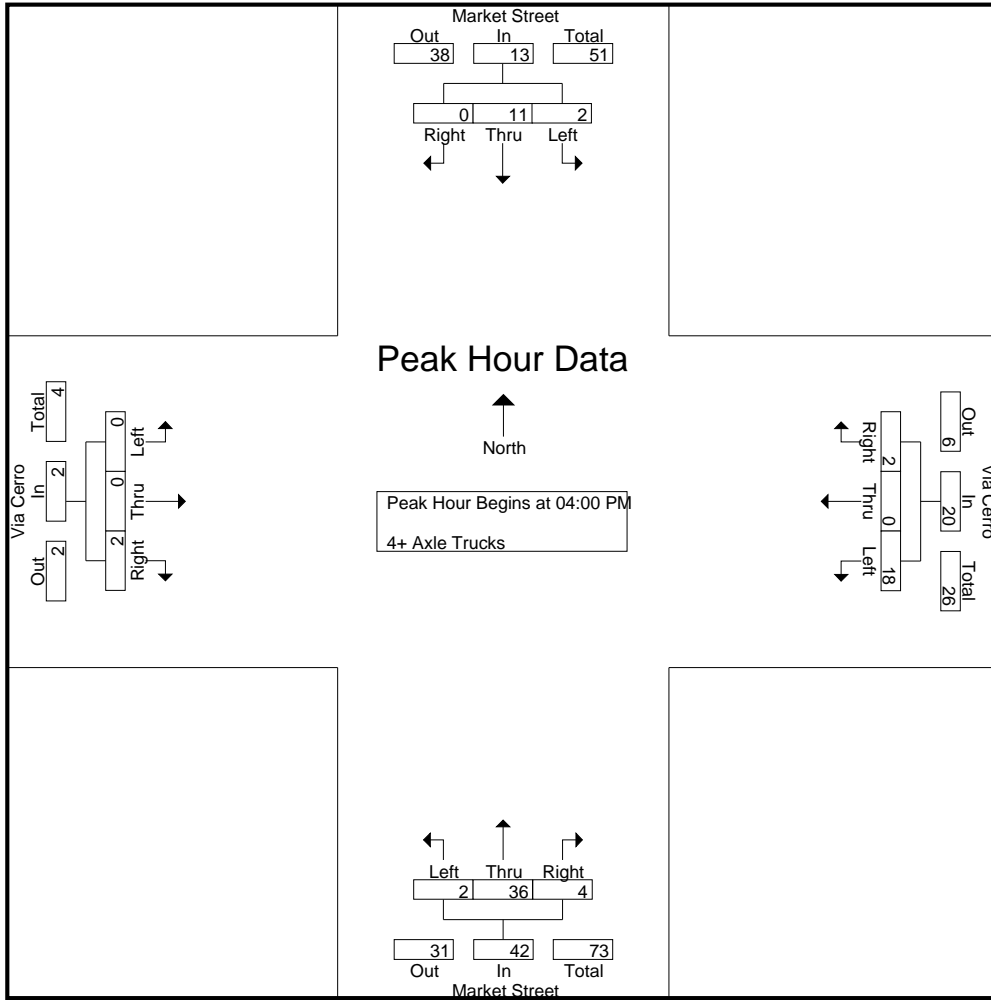 Market Street
Out In Total
38 13 51
0 11 2
Right Thru Left
Peak Hour Data
North
Peak Hour Begins at 04:00 PM
4+ Axle Trucks
Via Cerro
Total In Out
4 2 2
0 0 2
Left Thru Right
Via Cerro
Out In Total
6 20 26
2 0 18
Right Thru Left
Left Thru Right
2 36 4
31 42 73
Out In Total
Market Street